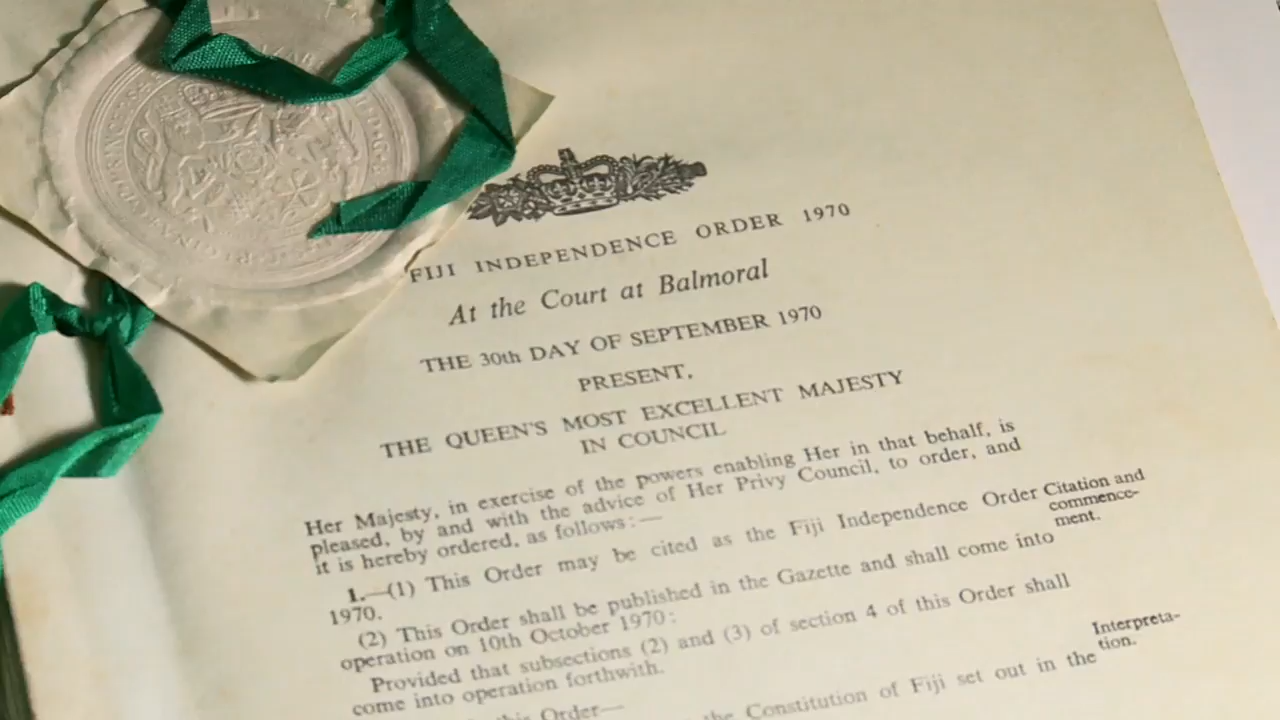 FIJI INDEPENDENCE ORDER 1970
At the Court at Balmoral
THE 30th DAY OF SEPTEMBER 1970
PRESENT,
THE QUEEN'S MOST EXCELLENT MAJESTY
IN COUNCIL
Her Majesty, in exercise of the powers enabling Her in that behalf, is
pleased, by and with the advice of Her Privy Council, to order, and
it is hereby ordered, as follows:—
1.—(1) This Order may be cited as the Fiji Independence Order
1970.
Citation and
commence-
ment.
(2) This Order shall be published in the Gazette and shall come into
operation on 10th October 1970:
Provided that subsections (2) and (3) of section 4 of this Order shall
come into operation forthwith.
Interpreta-
tion.
this Order—
the Constitution of Fiji set out in the